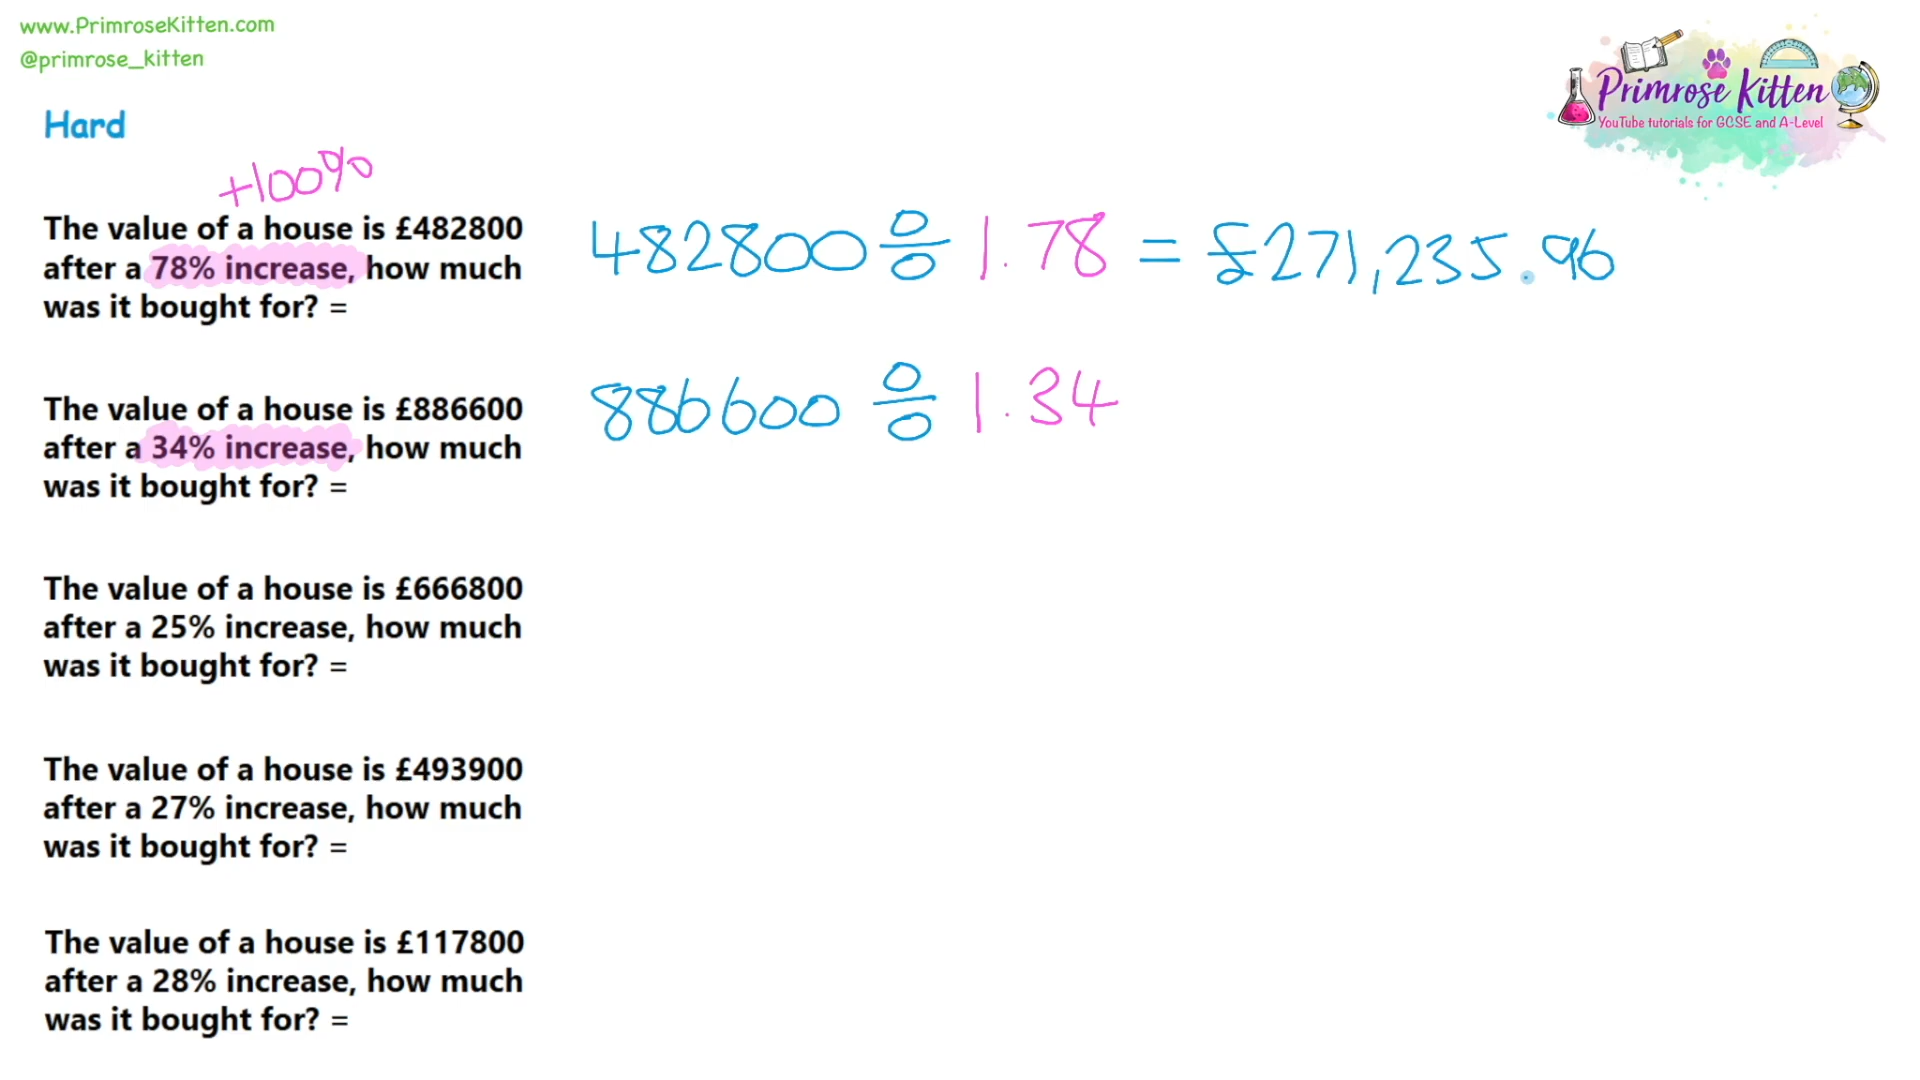 www.PrimroseKitten.com
@primrose_kitten
Primrose Kitten
YouTube tutorials for GCSE and A-Level
Hard
+100%
The value of a house is £482800
after a 78% increase, how much
was it bought for? =
482800 ÷ 1.78 = £271,235.96
The value of a house is £886600
after a 34% increase, how much
was it bought for? =
886600 ÷ 1.34
The value of a house is £666800
after a 25% increase, how much
was it bought for? =
The value of a house is £493900
after a 27% increase, how much
was it bought for? =
The value of a house is £117800
after a 28% increase, how much
was it bought for? =